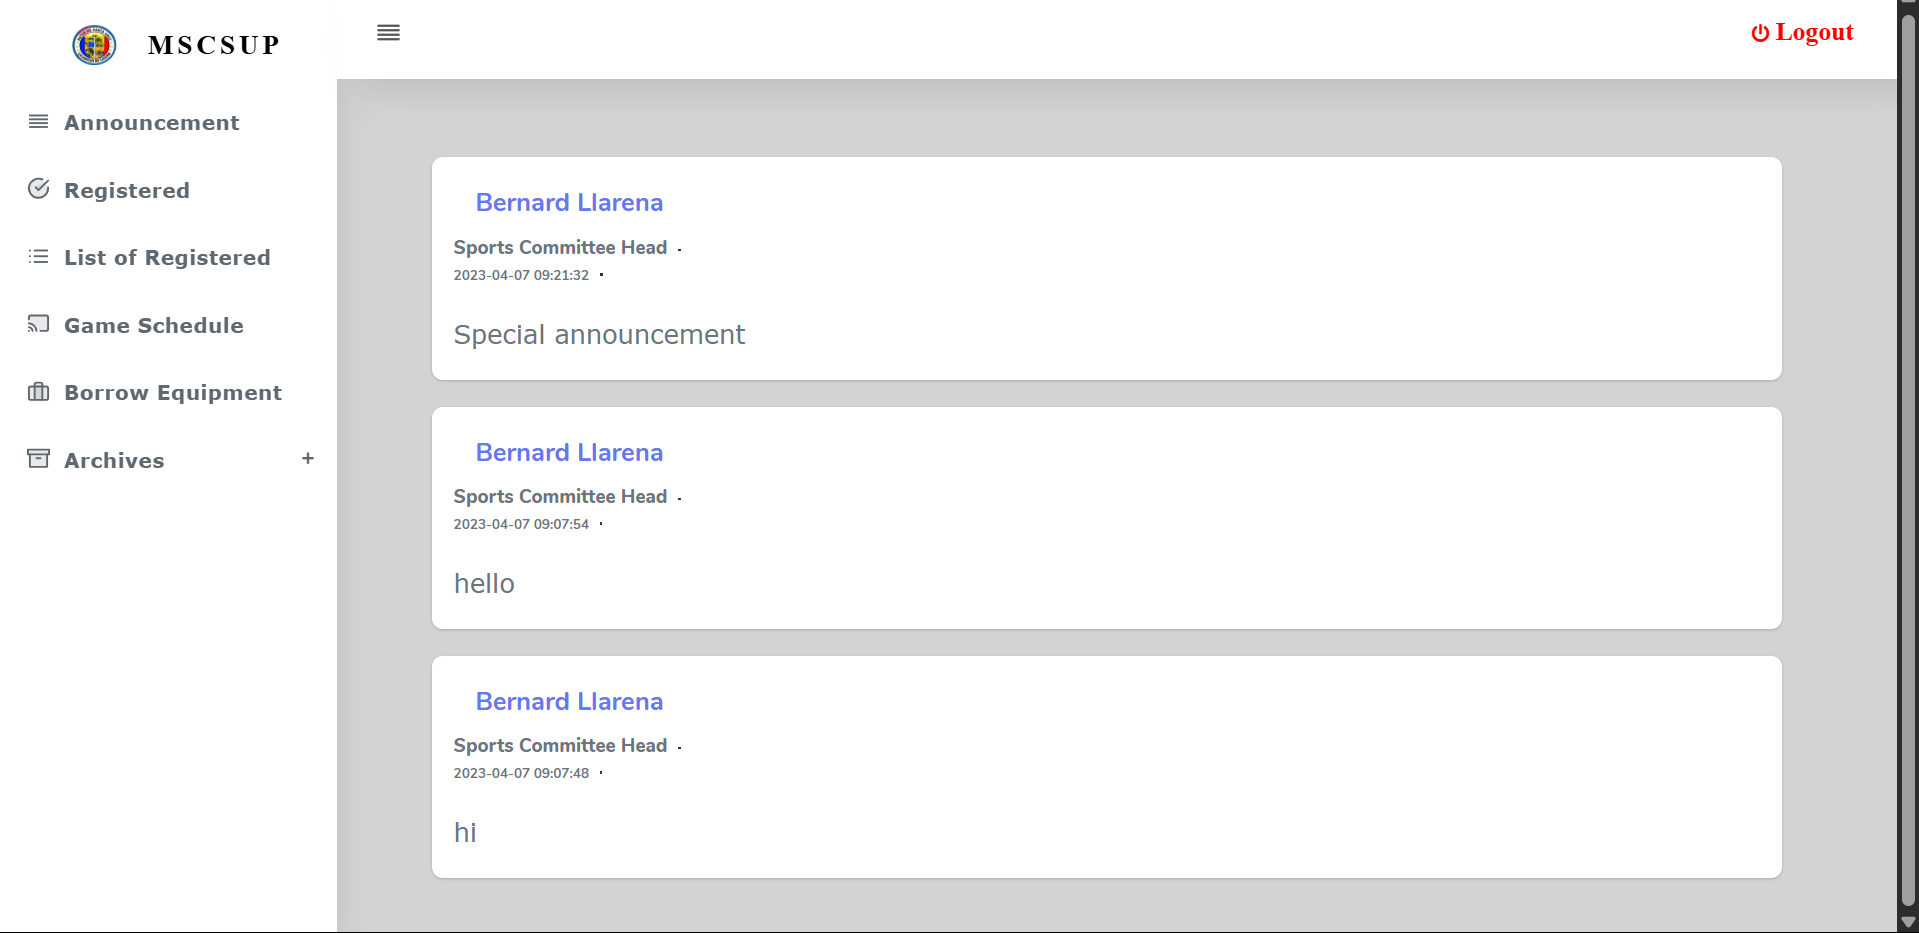 MSCSUP
Logout
Announcement
Registered
List of Registered
Game Schedule
Borrow Equipment
Archives +
Bernard Llarena
Sports Committee Head .
2023-04-07 09:21:32 ·
Special announcement
Bernard Llarena
Sports Committee Head .
2023-04-07 09:07:54 ·
hello
Bernard Llarena
Sports Committee Head .
2023-04-07 09:07:48 ·
hi